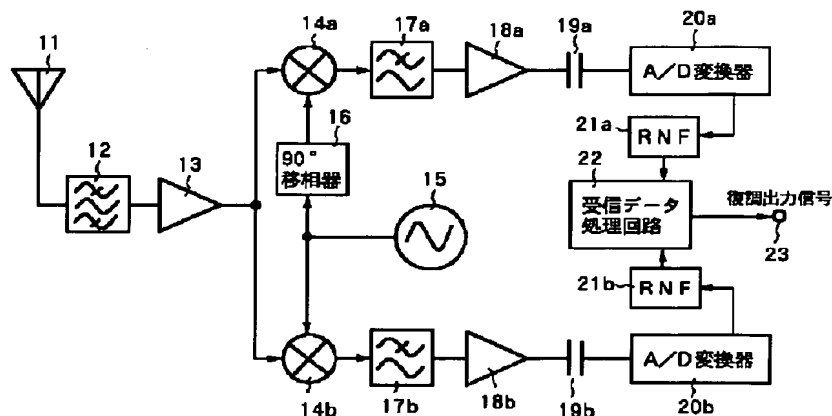 11
12
13
14a
17a
18a
19a
20a
A/D変換器
16
90°
移相器
15
21a
RNF
22
受信データ
処理回路
復調出力信号
23
21b
RNF
14b
17b
18b
19b
A/D変換器
20b